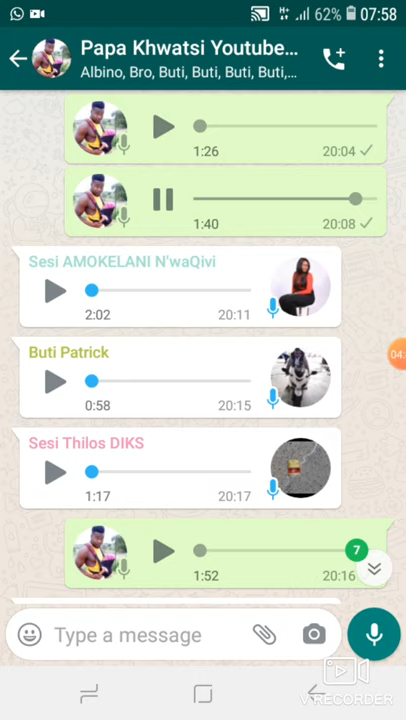 62% 07:58
Papa Khwatsi Youtube...
Albino, Bro, Buti, Buti, Buti, Buti,...
1:26 20:04
1:40 20:08
Sesi AMOKELANI N'waQivi
2:02 20:11
04:
Buti Patrick
0:58 20:15
Sesi Thilos DIKS
1:17 20:17
7
1:52 20:16
Type a message
V RECORDER